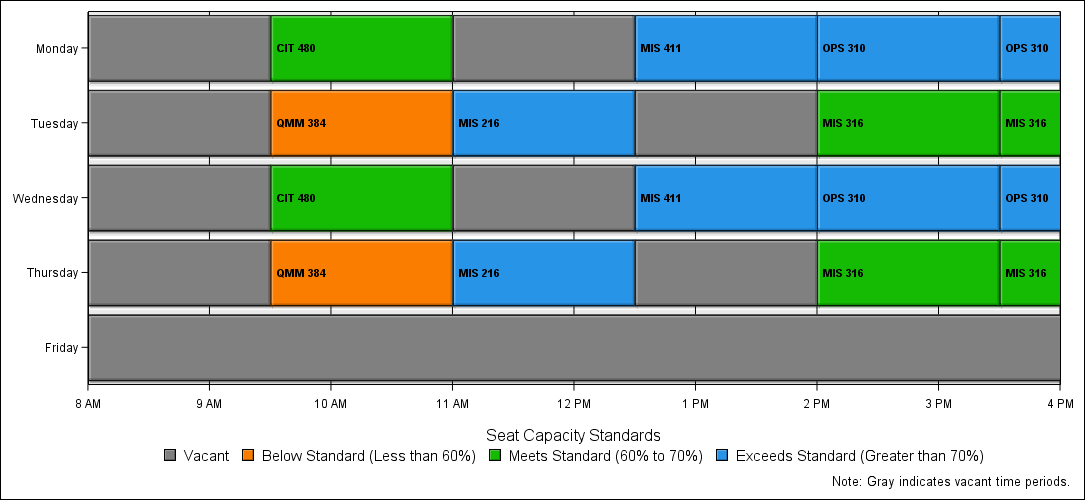 Monday CIT 480 MIS 411 OPS 310 OPS 310
Tuesday QMM 384 MIS 216 MIS 316 MIS 316
Wednesday CIT 480 MIS 411 OPS 310 OPS 310
Thursday QMM 384 MIS 216 MIS 316 MIS 316
Friday
8 AM 9 AM 10 AM 11 AM 12 PM 1 PM 2 PM 3 PM 4 PM
Seat Capacity Standards
Vacant Below Standard (Less than 60%) Meets Standard (60% to 70%) Exceeds Standard (Greater than 70%)
Note: Gray indicates vacant time periods.